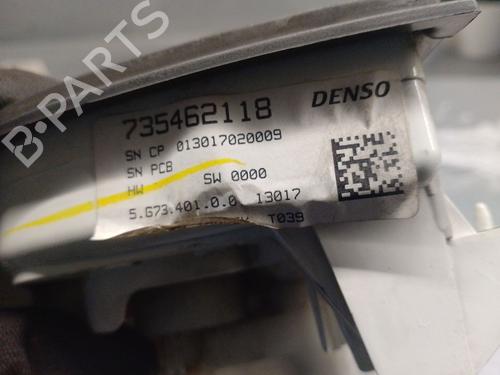 B-PARTS
735462118 DENSO
SN CP 013017020009
SN PCB
HW SW 0000
5.G73.401.0.0 13017
T039